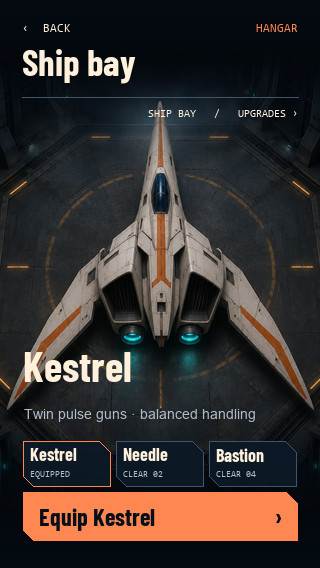 ‹ BACK
HANGAR
Ship bay
SHIP BAY / UPGRADES ›
Kestrel
Twin pulse guns · balanced handling
Kestrel
EQUIPPED
Needle
CLEAR 02
Bastion
CLEAR 04
Equip Kestrel ›